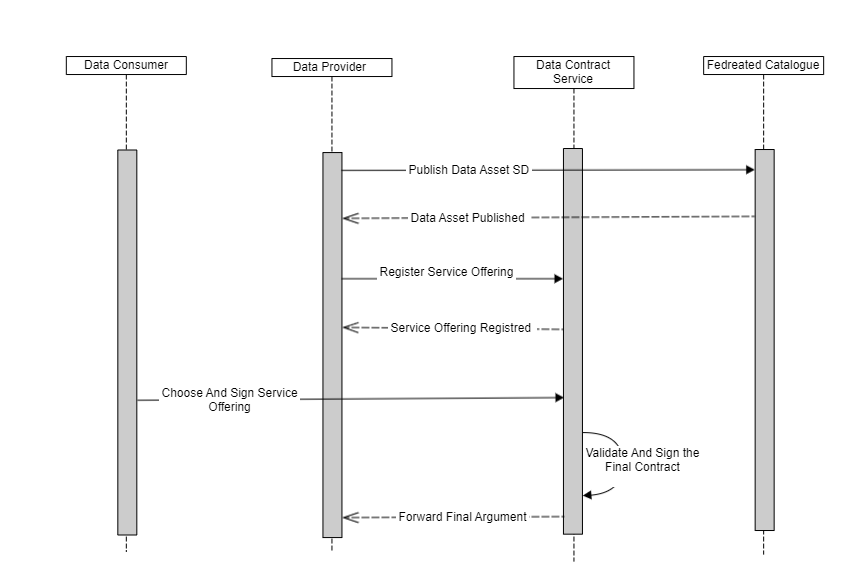 Data Consumer
Data Provider
Data Contract
Service
Fedreated Catalogue
Publish Data Asset SD
Data Asset Published
Register Service Offering
Service Offering Registred
Choose And Sign Service
Offering
Validate And Sign the
Final Contract
Forward Final Argument